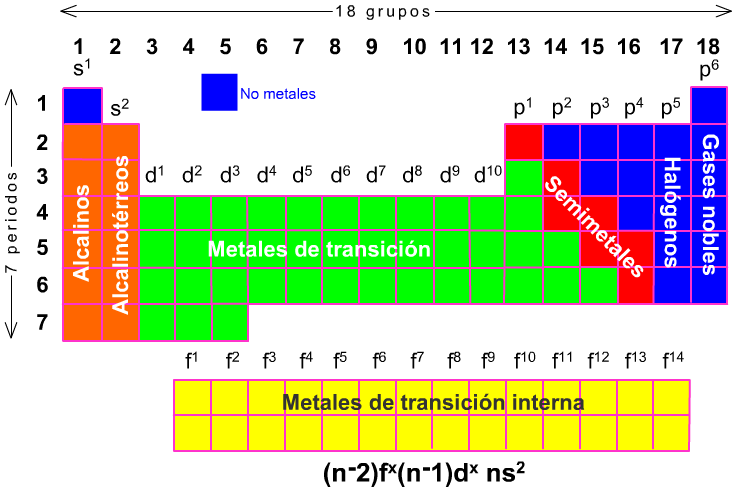 18 grupos
1 2 3 4 5 6 7 8 9 10 11 12 13 14 15 16 17 18
s¹ p⁶
No metales
1
s² p¹ p² p³ p⁴ p⁵
2
d¹ d² d³ d⁴ d⁵ d⁶ d⁷ d⁸ d⁹ d¹⁰
3
4
5
6
7
7 periodos
Alcalinos
Alcalinotérreos
Metales de transición
Semimetales
Halógenos
Gases nobles
f¹ f² f³ f⁴ f⁵ f⁶ f⁷ f⁸ f⁹ f¹⁰ f¹¹ f¹² f¹³ f¹⁴
Metales de transición interna
(n-2)fˣ(n-1)dˣ ns²